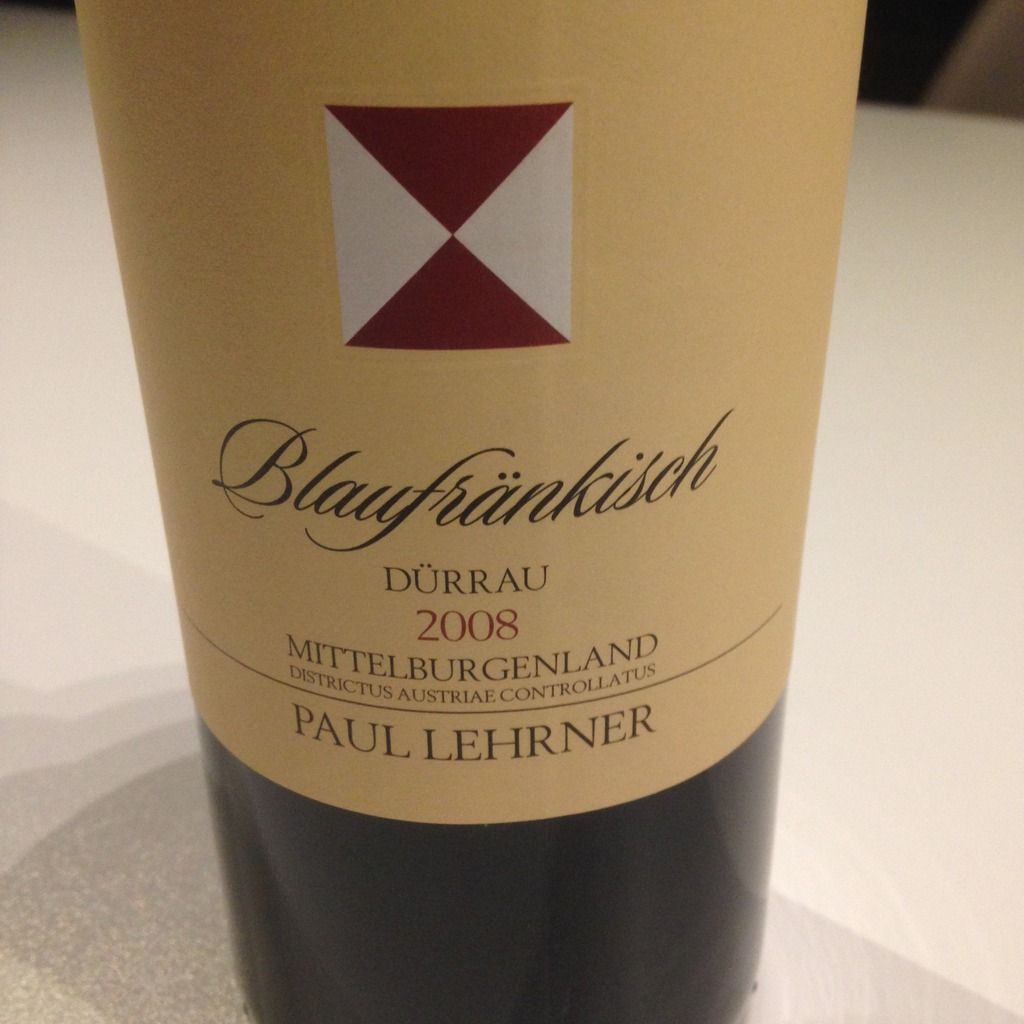 Blaufränkisch
DÜRRAU
2008
MITTELBURGENLAND
DISTRICTUS AUSTRIAE CONTROLLATUS
PAUL LEHRNER